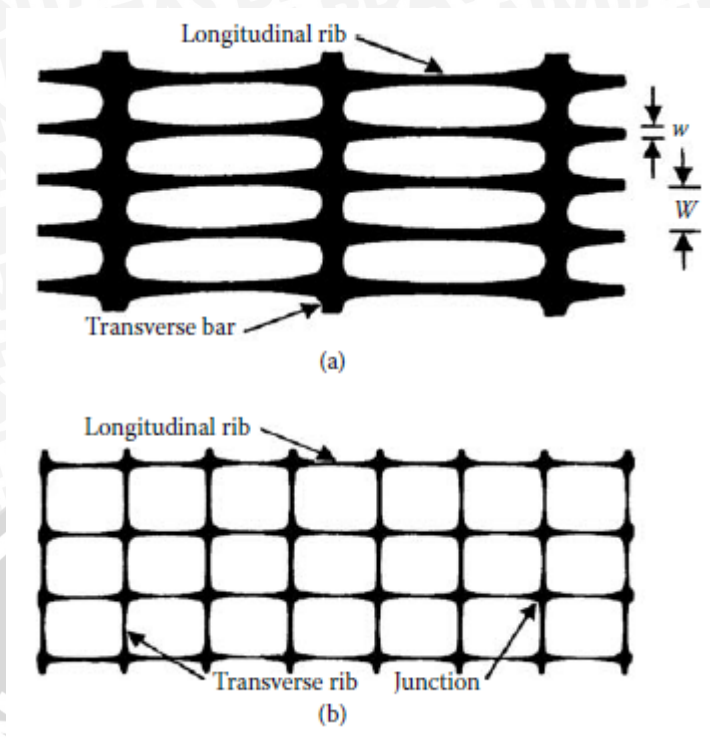 Longitudinal rib
w
W
Transverse bar
(a)
Longitudinal rib
Transverse rib
Junction
(b)